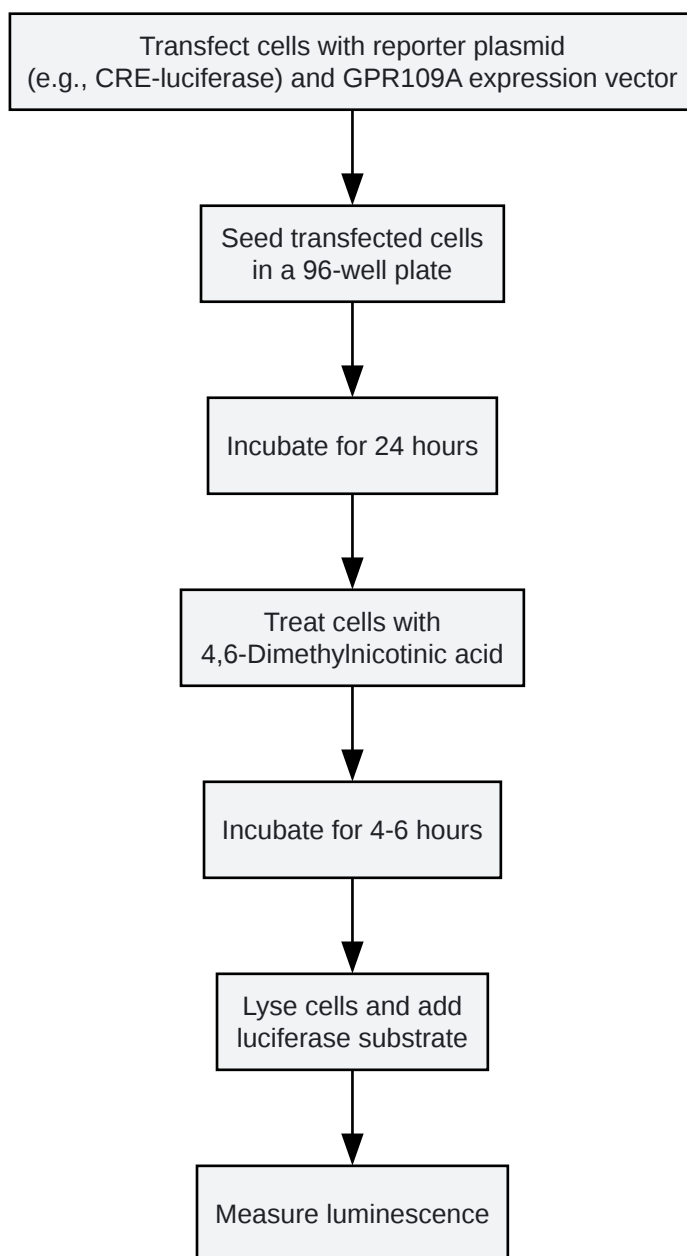 Transfect cells with reporter plasmid
(e.g., CRE-luciferase) and GPR109A expression vector
Seed transfected cells
in a 96-well plate
Incubate for 24 hours
Treat cells with
4,6-Dimethylnicotinic acid
Incubate for 4-6 hours
Lyse cells and add
luciferase substrate
Measure luminescence